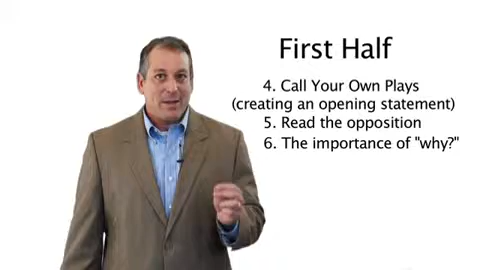 First Half
4. Call Your Own Plays
(creating an opening statement)
5. Read the opposition
6. The importance of "why?"